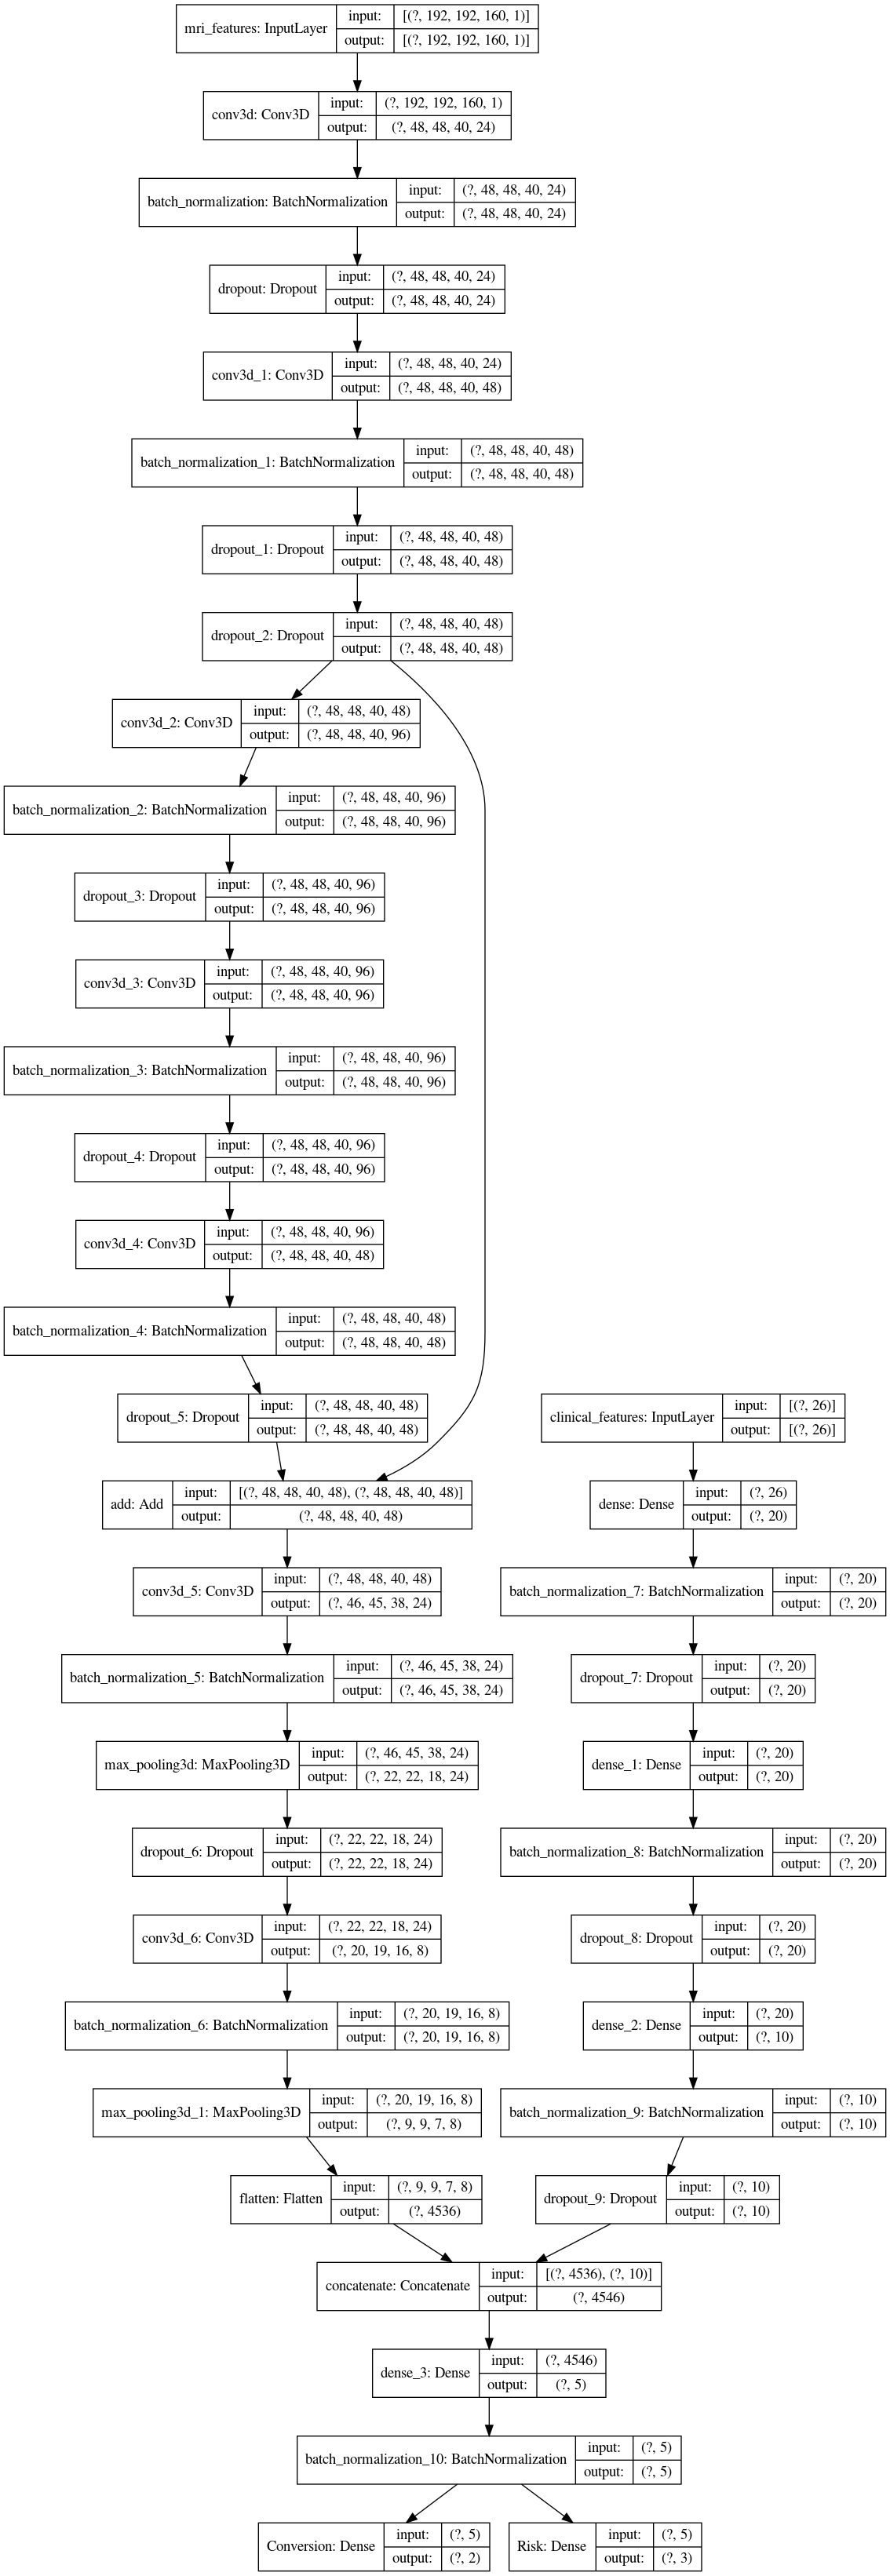 mri_features: InputLayer
input: [(?, 192, 192, 160, 1)]
output: [(?, 192, 192, 160, 1)]
conv3d: Conv3D
input: (?, 192, 192, 160, 1)
output: (?, 48, 48, 40, 24)
batch_normalization: BatchNormalization
input: (?, 48, 48, 40, 24)
output: (?, 48, 48, 40, 24)
dropout: Dropout
input: (?, 48, 48, 40, 24)
output: (?, 48, 48, 40, 24)
conv3d_1: Conv3D
input: (?, 48, 48, 40, 24)
output: (?, 48, 48, 40, 48)
batch_normalization_1: BatchNormalization
input: (?, 48, 48, 40, 48)
output: (?, 48, 48, 40, 48)
dropout_1: Dropout
input: (?, 48, 48, 40, 48)
output: (?, 48, 48, 40, 48)
dropout_2: Dropout
input: (?, 48, 48, 40, 48)
output: (?, 48, 48, 40, 48)
conv3d_2: Conv3D
input: (?, 48, 48, 40, 48)
output: (?, 48, 48, 40, 96)
batch_normalization_2: BatchNormalization
input: (?, 48, 48, 40, 96)
output: (?, 48, 48, 40, 96)
dropout_3: Dropout
input: (?, 48, 48, 40, 96)
output: (?, 48, 48, 40, 96)
conv3d_3: Conv3D
input: (?, 48, 48, 40, 96)
output: (?, 48, 48, 40, 96)
batch_normalization_3: BatchNormalization
input: (?, 48, 48, 40, 96)
output: (?, 48, 48, 40, 96)
dropout_4: Dropout
input: (?, 48, 48, 40, 96)
output: (?, 48, 48, 40, 96)
conv3d_4: Conv3D
input: (?, 48, 48, 40, 96)
output: (?, 48, 48, 40, 48)
batch_normalization_4: BatchNormalization
input: (?, 48, 48, 40, 48)
output: (?, 48, 48, 40, 48)
dropout_5: Dropout
input: (?, 48, 48, 40, 48)
output: (?, 48, 48, 40, 48)
add: Add
input: [(?, 48, 48, 40, 48), (?, 48, 48, 40, 48)]
output: (?, 48, 48, 40, 48)
conv3d_5: Conv3D
input: (?, 48, 48, 40, 48)
output: (?, 46, 45, 38, 24)
batch_normalization_5: BatchNormalization
input: (?, 46, 45, 38, 24)
output: (?, 46, 45, 38, 24)
max_pooling3d: MaxPooling3D
input: (?, 46, 45, 38, 24)
output: (?, 22, 22, 18, 24)
dropout_6: Dropout
input: (?, 22, 22, 18, 24)
output: (?, 22, 22, 18, 24)
conv3d_6: Conv3D
input: (?, 22, 22, 18, 24)
output: (?, 20, 19, 16, 8)
batch_normalization_6: BatchNormalization
input: (?, 20, 19, 16, 8)
output: (?, 20, 19, 16, 8)
max_pooling3d_1: MaxPooling3D
input: (?, 20, 19, 16, 8)
output: (?, 9, 9, 7, 8)
flatten: Flatten
input: (?, 9, 9, 7, 8)
output: (?, 4536)
clinical_features: InputLayer
input: [(?, 26)]
output: [(?, 26)]
dense: Dense
input: (?, 26)
output: (?, 20)
batch_normalization_7: BatchNormalization
input: (?, 20)
output: (?, 20)
dropout_7: Dropout
input: (?, 20)
output: (?, 20)
dense_1: Dense
input: (?, 20)
output: (?, 20)
batch_normalization_8: BatchNormalization
input: (?, 20)
output: (?, 20)
dropout_8: Dropout
input: (?, 20)
output: (?, 20)
dense_2: Dense
input: (?, 20)
output: (?, 10)
batch_normalization_9: BatchNormalization
input: (?, 10)
output: (?, 10)
dropout_9: Dropout
input: (?, 10)
output: (?, 10)
concatenate: Concatenate
input: [(?, 4536), (?, 10)]
output: (?, 4546)
dense_3: Dense
input: (?, 4546)
output: (?, 5)
batch_normalization_10: BatchNormalization
input: (?, 5)
output: (?, 5)
Conversion: Dense
input: (?, 5)
output: (?, 2)
Risk: Dense
input: (?, 5)
output: (?, 3)